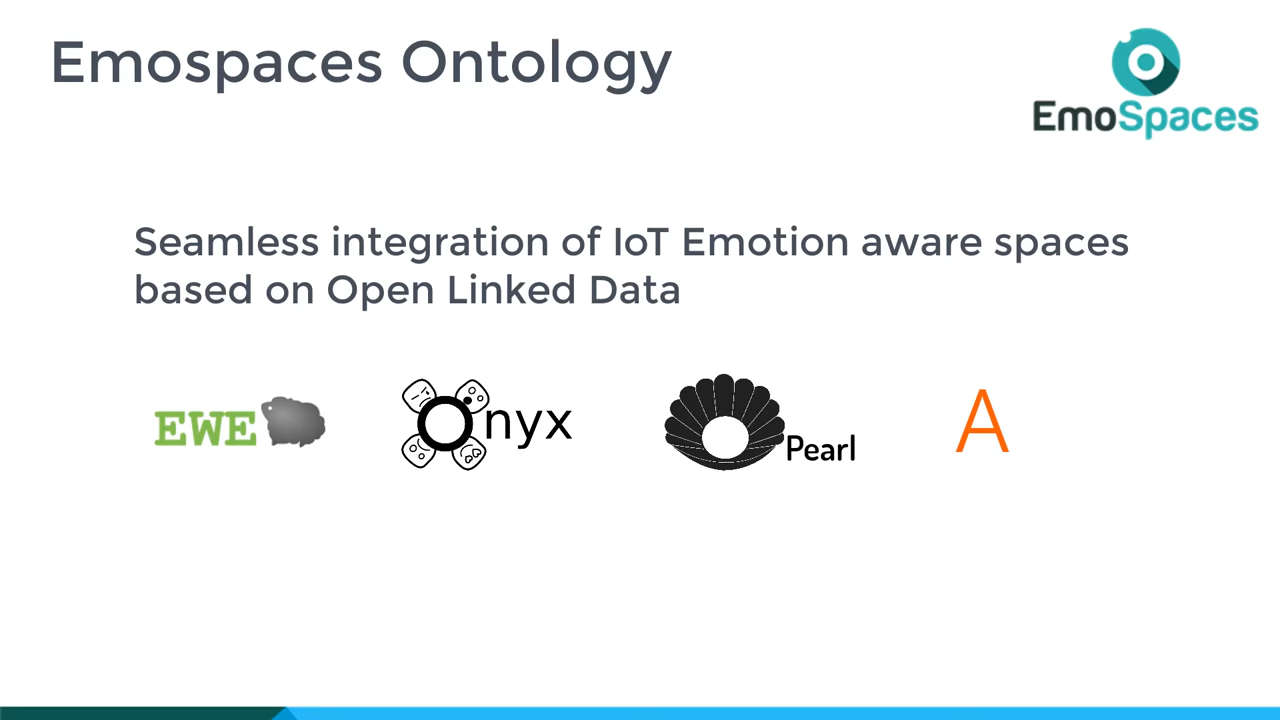 Emospaces Ontology
EmoSpaces
Seamless integration of IoT Emotion aware spaces
based on Open Linked Data
EWE
Onyx
Pearl
A